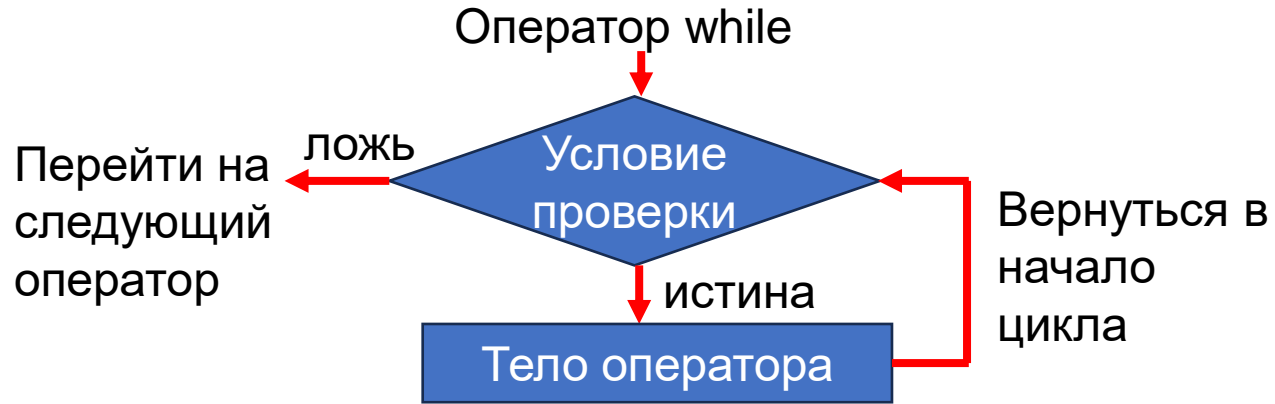 Оператор while
ложь
Перейти на
следующий
оператор
Условие
проверки
истина
Тело оператора
Вернуться в
начало
цикла